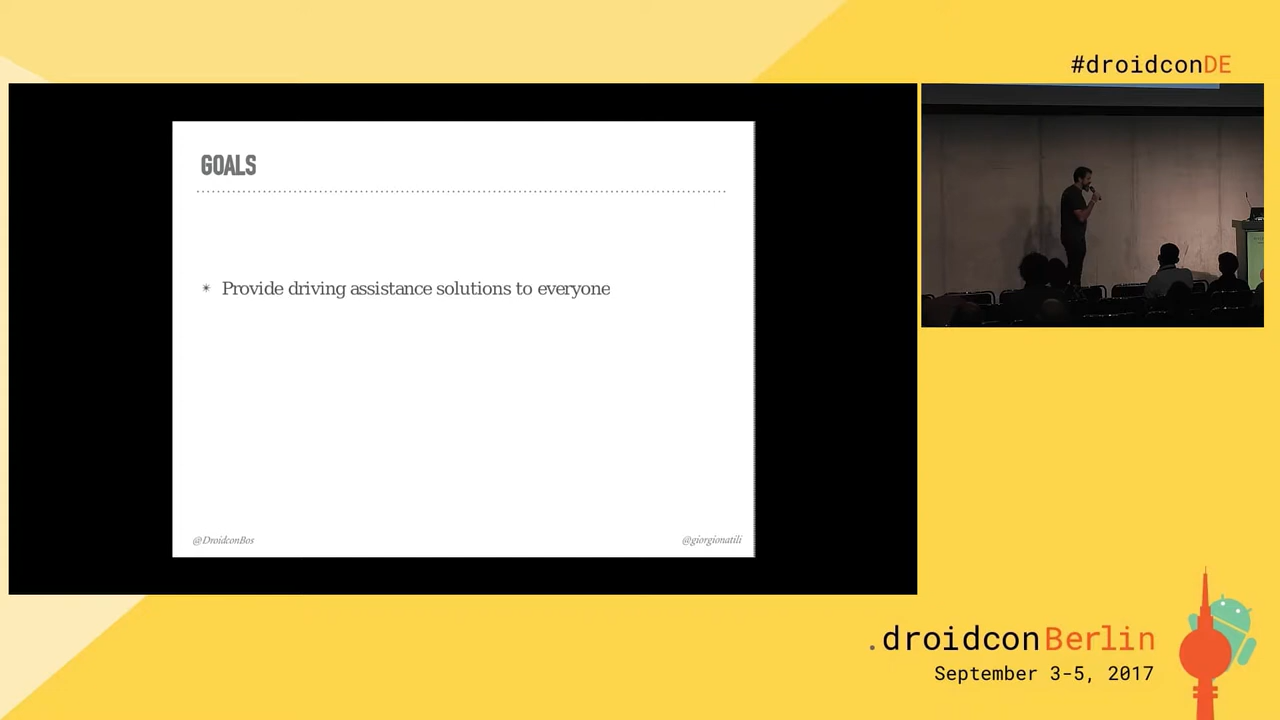 #droidconDE
GOALS
✴ Provide driving assistance solutions to everyone
@DroidconBos
@giorgionatili
.droidconBerlin
September 3-5, 2017